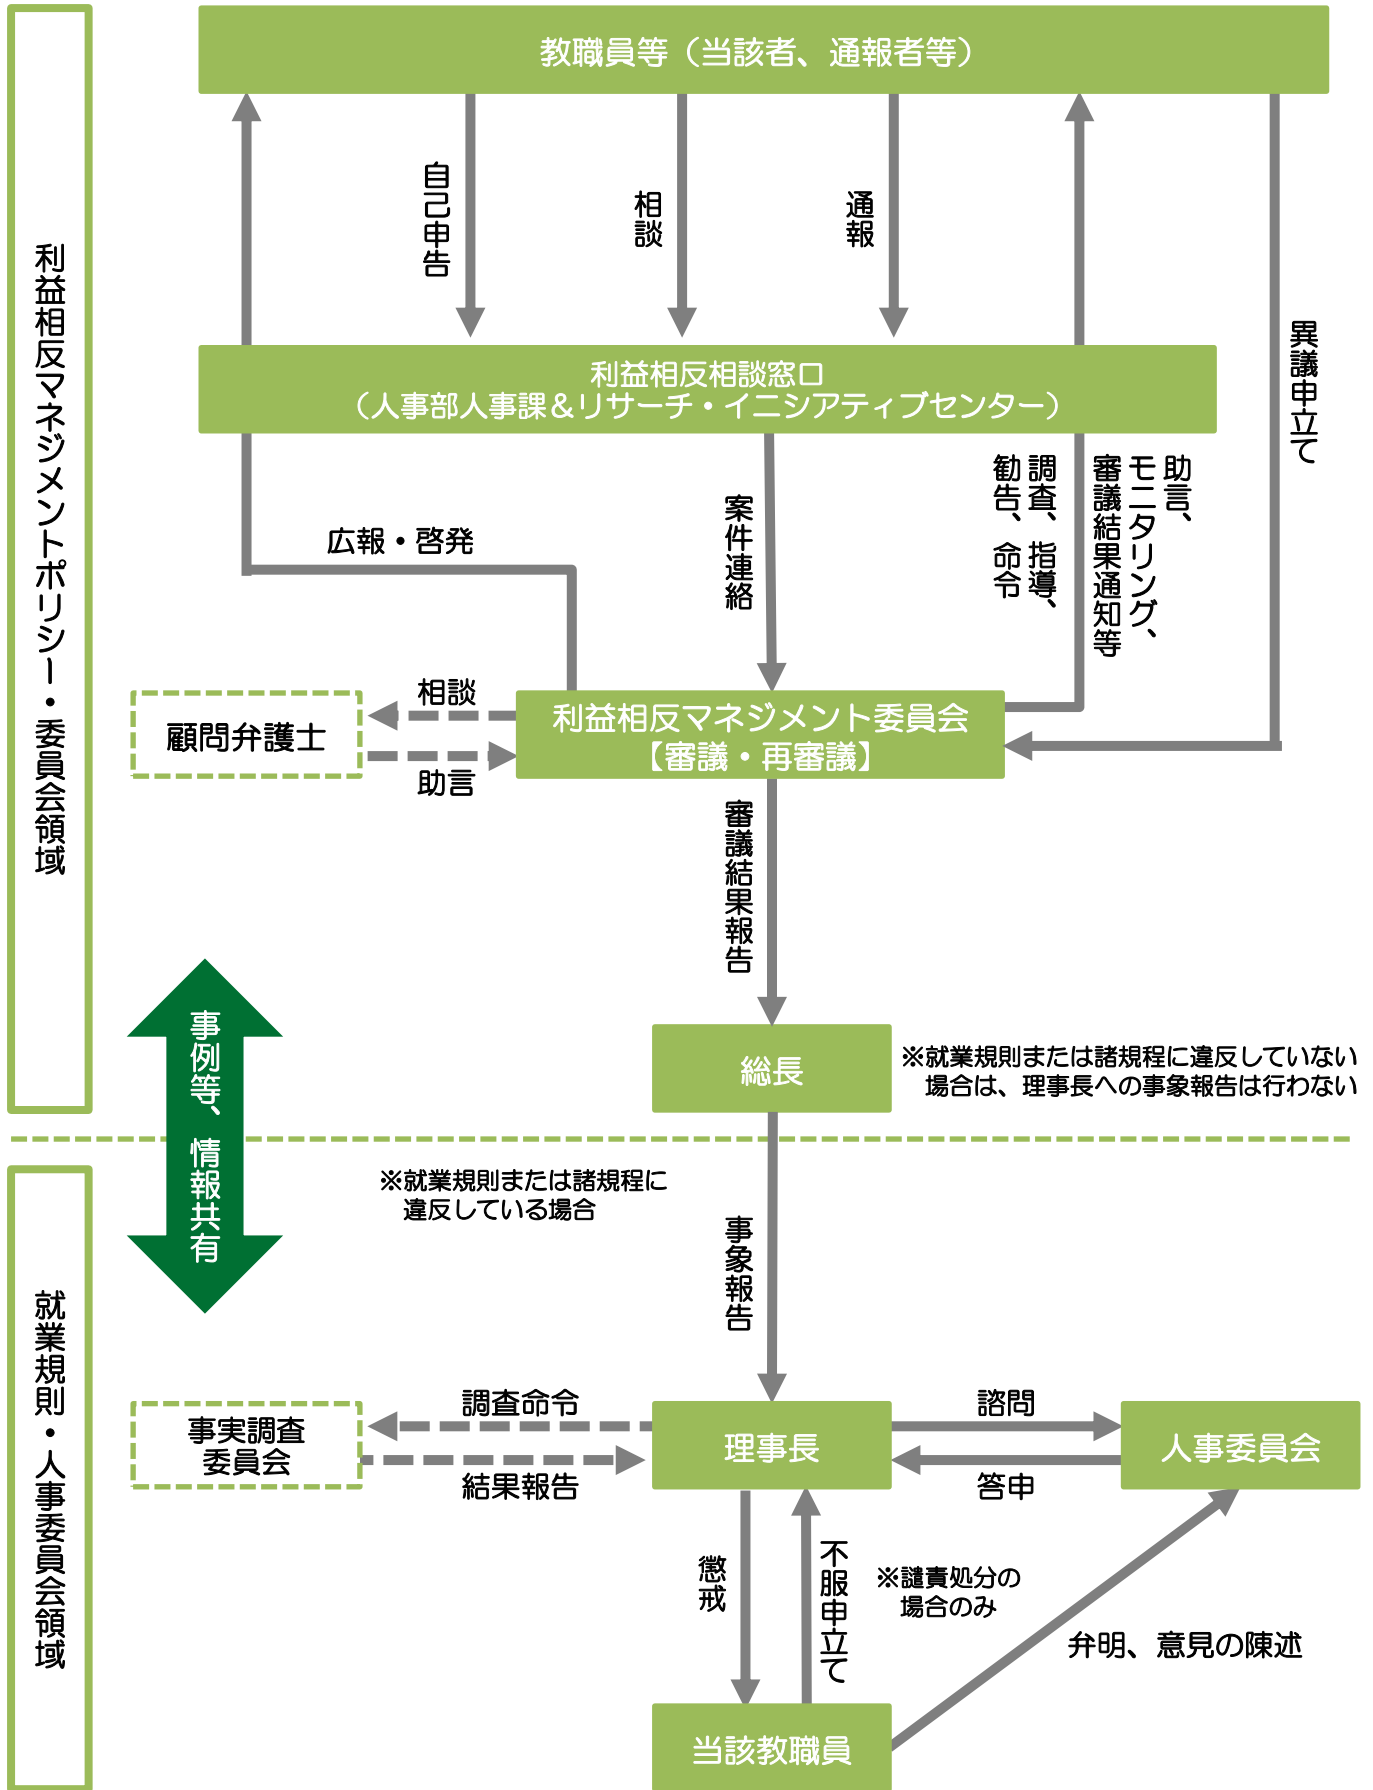 教職員等（当該者、通報者等）
自己申告
相談
通報
異議申立て
利益相反マネジメントポリシー・委員会領域
利益相反相談窓口
（人事部人事課＆リサーチ・イニシアティブセンター）
広報・啓発
案件連絡
調査、指導、
勧告、命令
助言、
モニタリング、
審議結果通知等
相談
顧問弁護士
助言
利益相反マネジメント委員会
【審議・再審議】
審議結果報告
総長
※就業規則または諸規程に違反していない
場合は、理事長への事象報告は行わない
事例等、情報共有
※就業規則または諸規程に
違反している場合
事象報告
就業規則・人事委員会領域
調査命令
事実調査
委員会
結果報告
理事長
諮問
答申
人事委員会
懲戒
不服申立て
※譴責処分の
場合のみ
弁明、意見の陳述
当該教職員